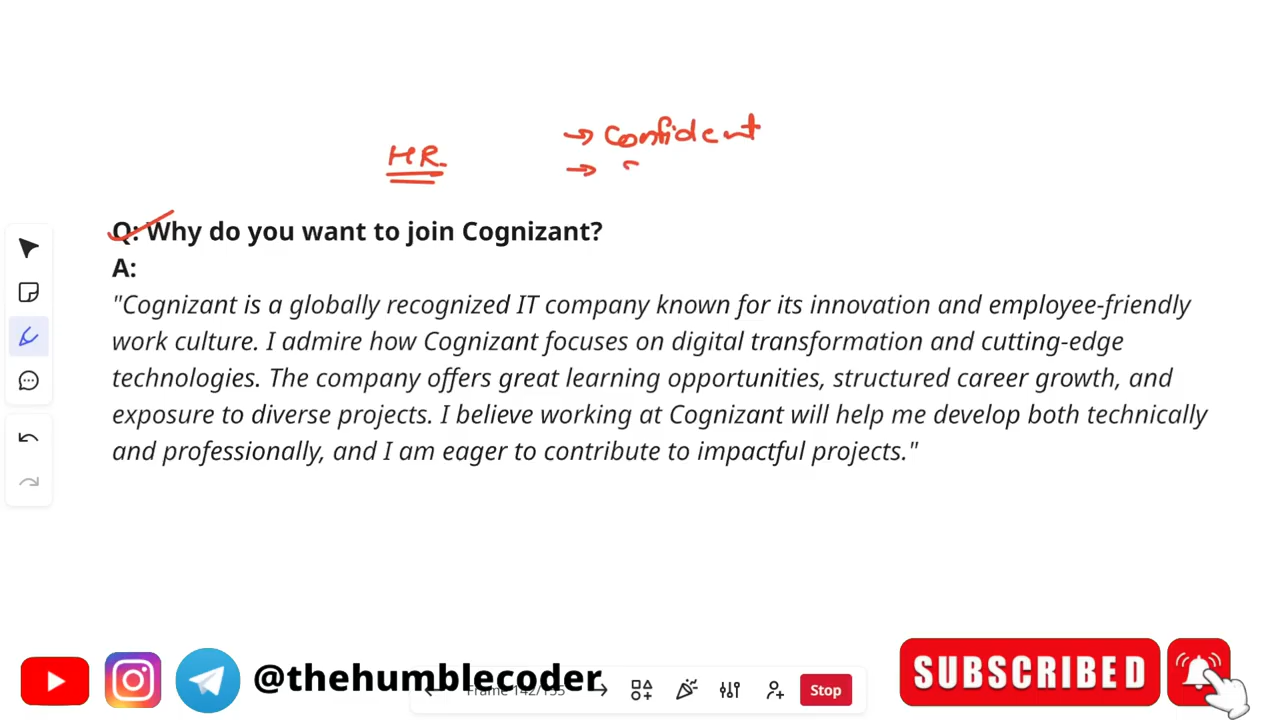 → Confident
HR.
→
Q: Why do you want to join Cognizant?
A:
"Cognizant is a globally recognized IT company known for its innovation and employee-friendly
work culture. I admire how Cognizant focuses on digital transformation and cutting-edge
technologies. The company offers great learning opportunities, structured career growth, and
exposure to diverse projects. I believe working at Cognizant will help me develop both technically
and professionally, and I am eager to contribute to impactful projects."
@thehumblecoder
Stop
SUBSCRIBED